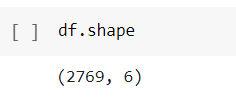 [ ] df.shape
(2769, 6)